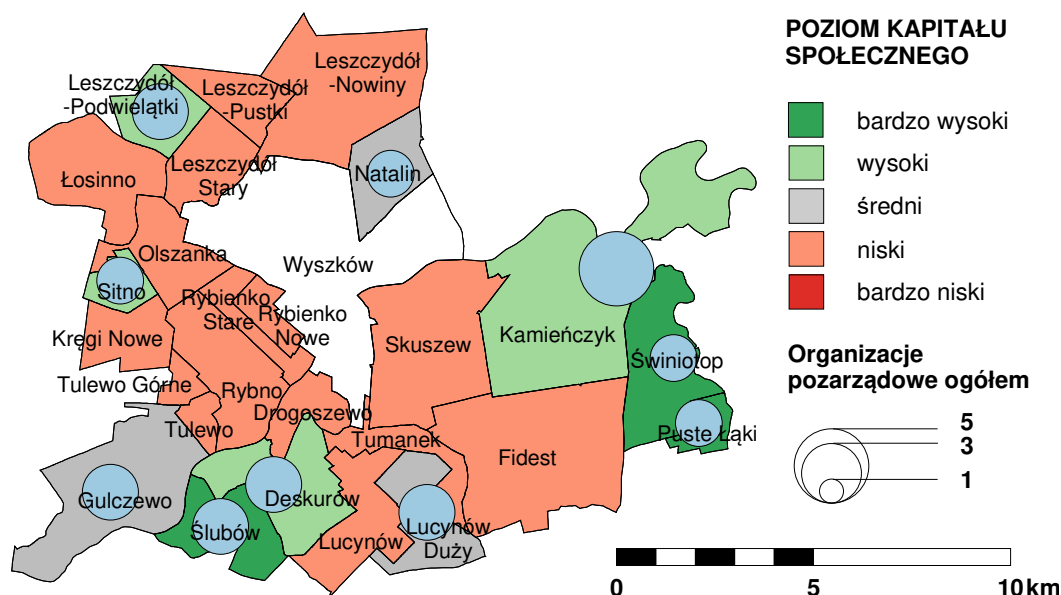 POZIOM KAPITAŁU
SPOŁECZNEGO
bardzo wysoki
wysoki
średni
niski
bardzo niski
Organizacje
pozarządowe ogółem
5
3
1
0
5
10 km
Leszczydół
-Nowiny
Leszczydół
-Podwielątki
Leszczydół
-Pustki
Leszczydół
Stary
Natalin
Łosinno
Olszanka
Wyszków
Sitno
Rybienko
Stare
Rybienko
Nowe
Kręgi Nowe
Skuszew
Kamieńczyk
Świniotop
Tulewo Górne
Rybno
Drogoszewo
Tulewo
Tumanek
Puste Łąki
Fidest
Gulczewo
Deskurów
Ślubów
Lucynów
Lucynów
Duży